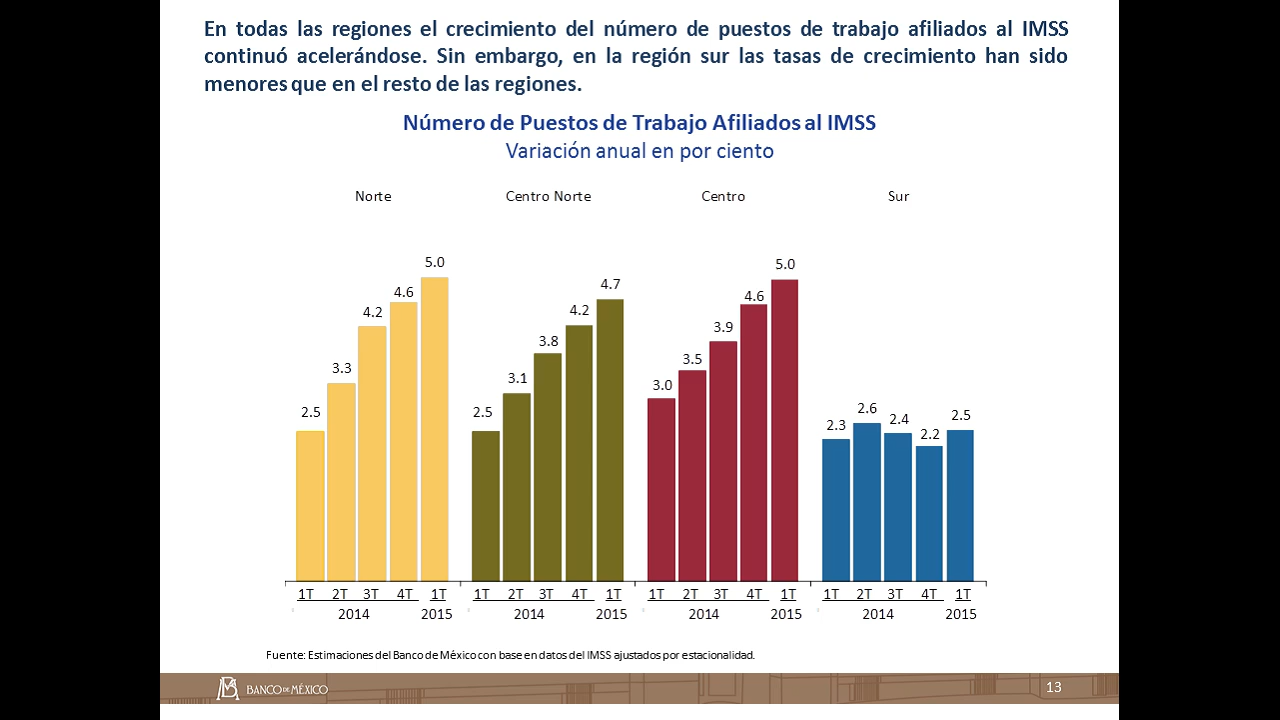 En todas las regiones el crecimiento del número de puestos de trabajo afiliados al IMSS
continuó acelerándose. Sin embargo, en la región sur las tasas de crecimiento han sido
menores que en el resto de las regiones.
Número de Puestos de Trabajo Afiliados al IMSS
Variación anual en por ciento
Norte Centro Norte Centro Sur
2.5 3.3 4.2 4.6 5.0
2.5 3.1 3.8 4.2 4.7
3.0 3.5 3.9 4.6 5.0
2.3 2.6 2.4 2.2 2.5
1T 2T 3T 4T 1T 1T 2T 3T 4T 1T 1T 2T 3T 4T 1T 1T 2T 3T 4T 1T
2014 2015 2014 2015 2014 2015 2014 2015
Fuente: Estimaciones del Banco de México con base en datos del IMSS ajustados por estacionalidad.
BANCO DE MÉXICO
13